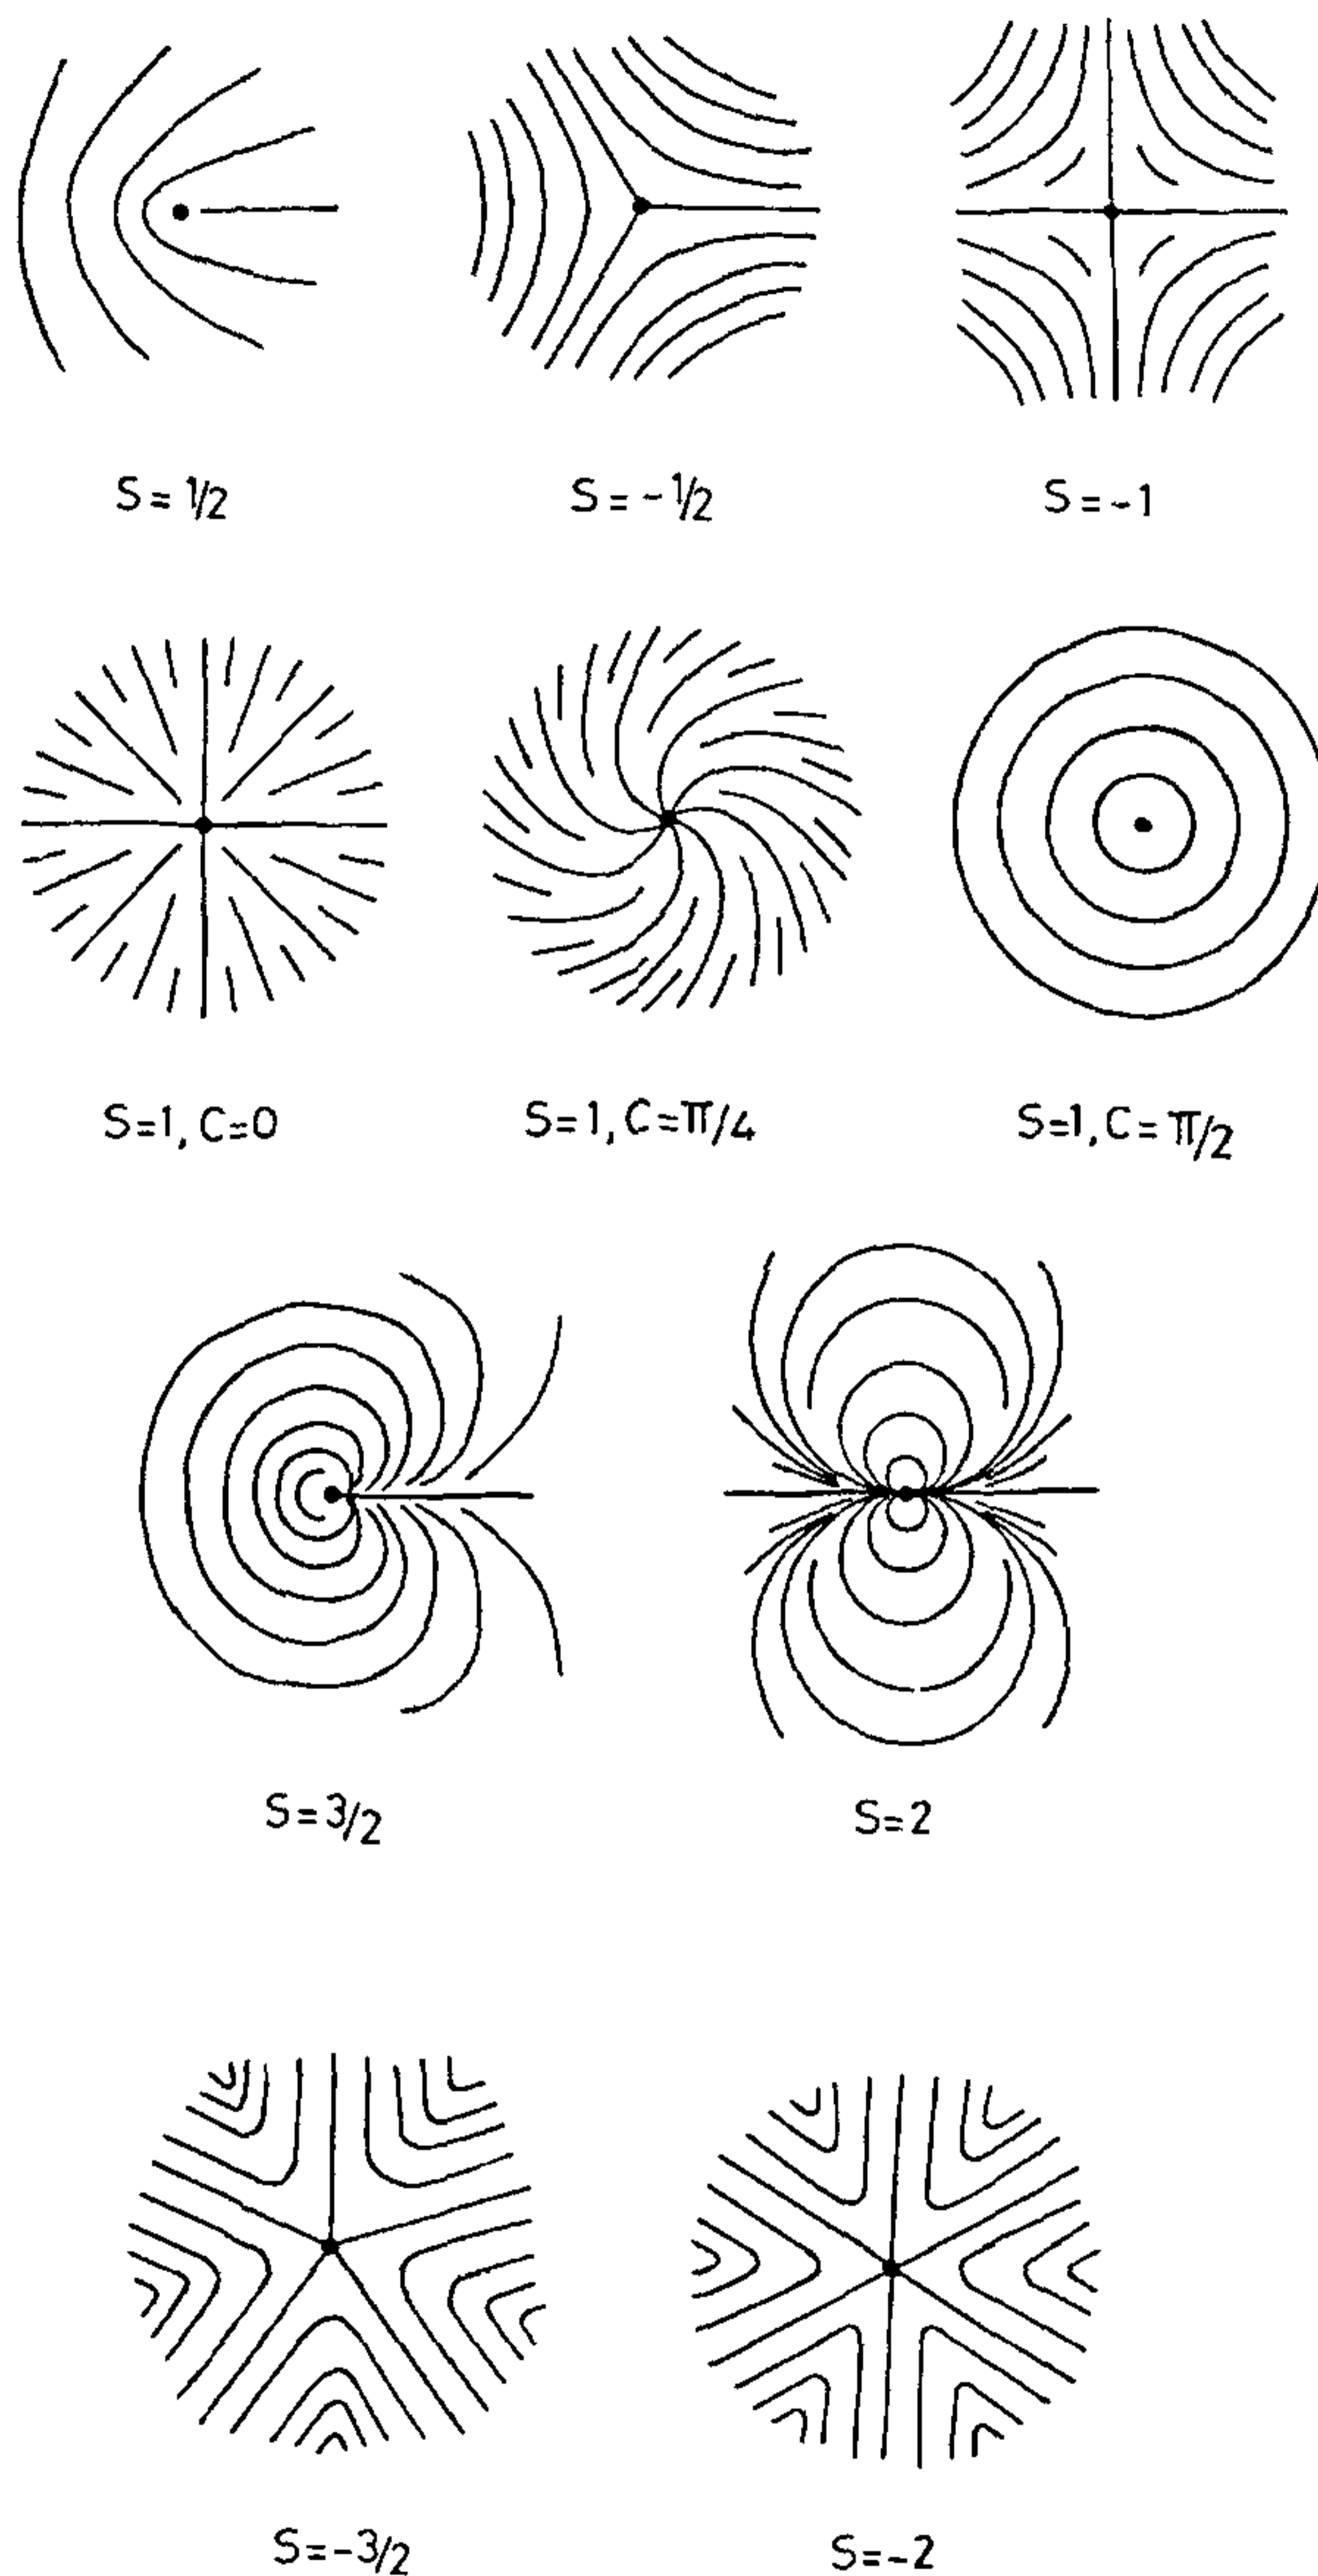 S = 1/2
S = - 1/2
S = -1
S=1, C=0
S=1, C=π/4
S=1, C= π/2
S=3/2
S=2
S=-3/2
S=-2